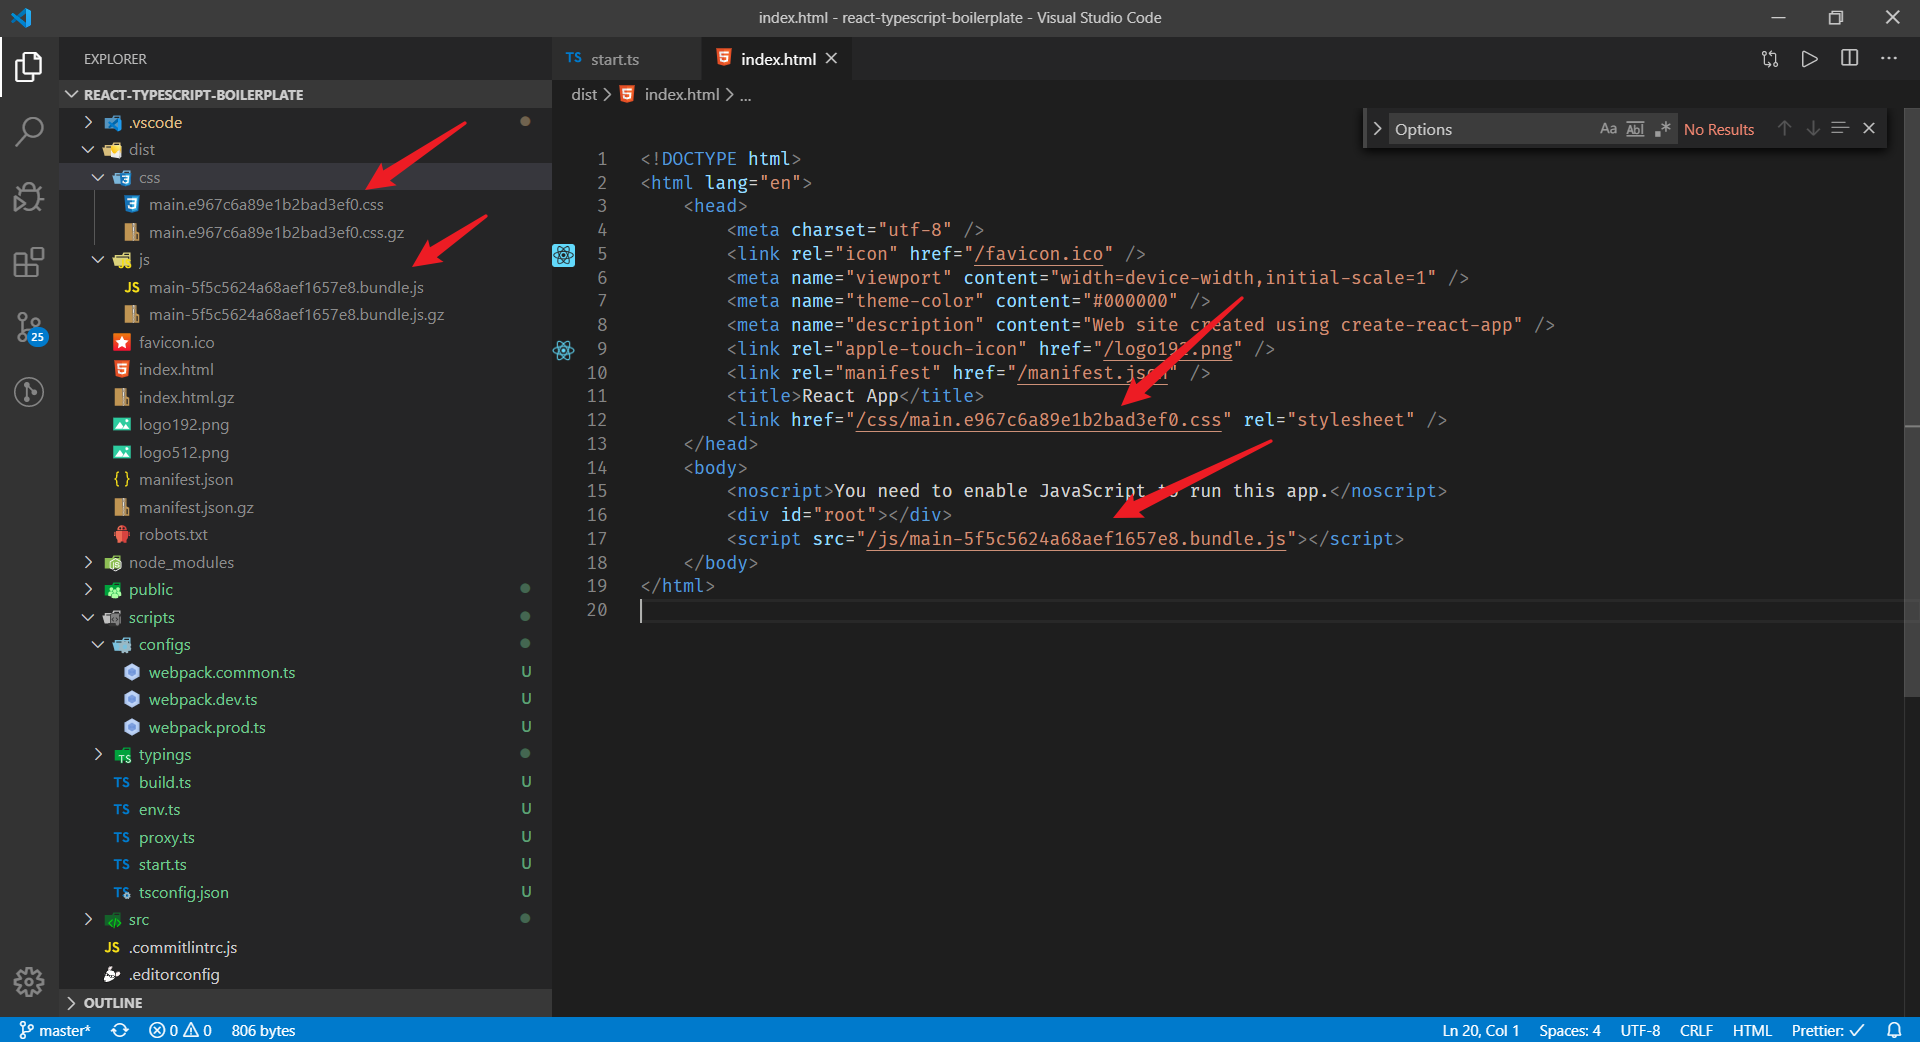 index.html - react-typescript-boilerplate - Visual Studio Code
EXPLORER
REACT-TYPESCRIPT-BOILERPLATE
.vscode
dist
css
main.e967c6a89e1b2bad3ef0.css
main.e967c6a89e1b2bad3ef0.css.gz
js
JS main-5f5c5624a68aef1657e8.bundle.js
main-5f5c5624a68aef1657e8.bundle.js.gz
favicon.ico
index.html
index.html.gz
logo192.png
logo512.png
manifest.json
manifest.json.gz
robots.txt
node_modules
public
scripts
configs
webpack.common.ts U
webpack.dev.ts U
webpack.prod.ts U
typings
TS build.ts U
TS env.ts U
TS proxy.ts U
TS start.ts U
TS tsconfig.json U
src
JS .commitlintrc.js
.editorconfig
OUTLINE
25
TS start.ts
index.html
dist > index.html > ...
Options Aa Abl .* No Results
1 <!DOCTYPE html>
2 <html lang="en">
3 <head>
4 <meta charset="utf-8" />
5 <link rel="icon" href="/favicon.ico" />
6 <meta name="viewport" content="width=device-width,initial-scale=1" />
7 <meta name="theme-color" content="#000000" />
8 <meta name="description" content="Web site created using create-react-app" />
9 <link rel="apple-touch-icon" href="/logo192.png" />
10 <link rel="manifest" href="/manifest.json" />
11 <title>React App</title>
12 <link href="/css/main.e967c6a89e1b2bad3ef0.css" rel="stylesheet" />
13 </head>
14 <body>
15 <noscript>You need to enable JavaScript to run this app.</noscript>
16 <div id="root"></div>
17 <script src="/js/main-5f5c5624a68aef1657e8.bundle.js"></script>
18 </body>
19 </html>
20
master* 0 0 806 bytes
Ln 20, Col 1 Spaces: 4 UTF-8 CRLF HTML Prettier: ✓